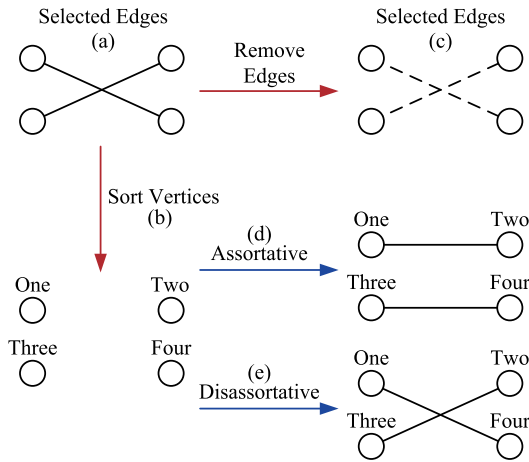 Selected Edges
(a)
Remove
Edges
Selected Edges
(c)
Sort Vertices
(b)
One
Two
Three
Four
(d)
Assortative
One
Two
Three
Four
(e)
Disassortative
One
Two
Three
Four